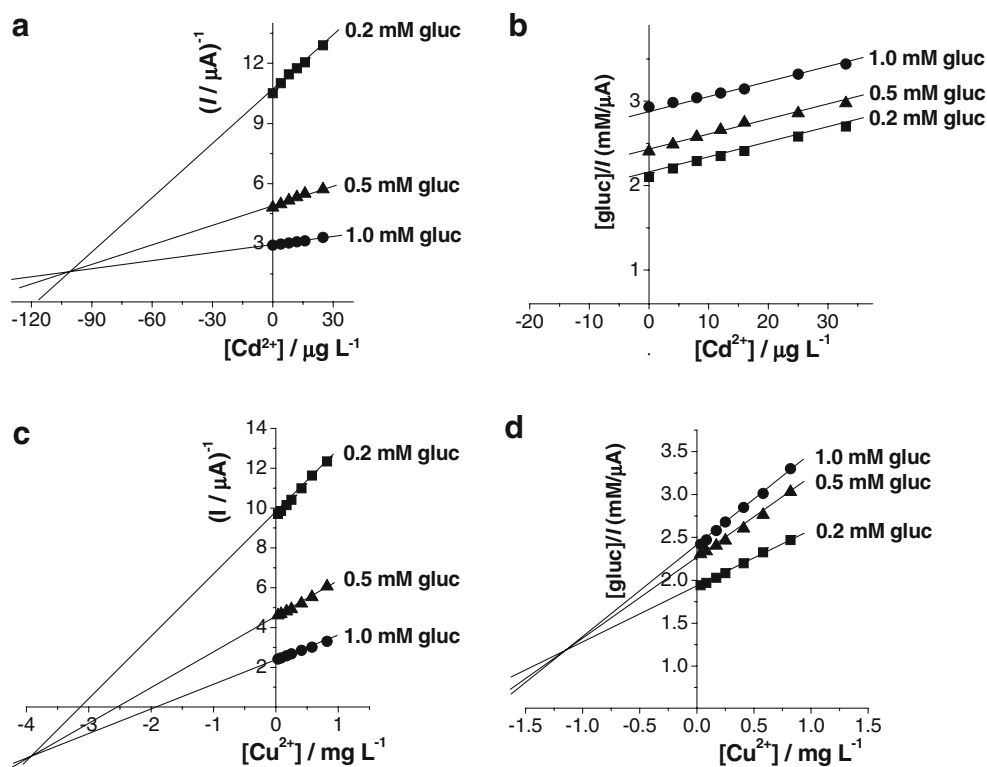 a
(I / μA)⁻¹
0.2 mM gluc
0.5 mM gluc
1.0 mM gluc
12
9
6
3
-120 -90 -60 -30 0 30
[Cd²⁺] / μg L⁻¹
b
[gluc]/I (mM/μA)
1.0 mM gluc
0.5 mM gluc
0.2 mM gluc
3
2
1
-20 -10 0 10 20 30
[Cd²⁺] / μg L⁻¹
c
(I / μA)⁻¹
0.2 mM gluc
0.5 mM gluc
1.0 mM gluc
14
12
10
8
6
4
2
-4 -3 -2 -1 0 1
[Cu²⁺] / mg L⁻¹
d
[gluc]/I (mM/μA)
1.0 mM gluc
0.5 mM gluc
0.2 mM gluc
3.5
3.0
2.5
2.0
1.5
1.0
-1.5 -1.0 -0.5 0.0 0.5 1.0 1.5
[Cu²⁺] / mg L⁻¹